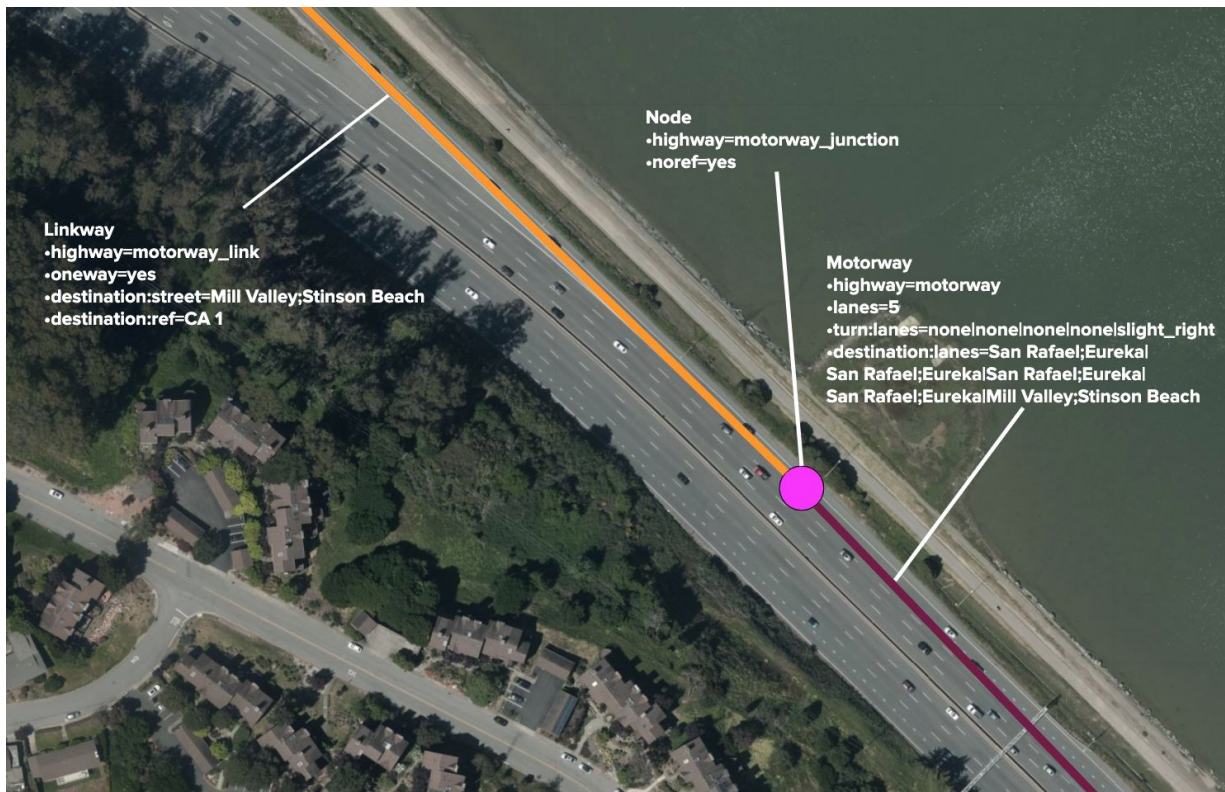 Node
•highway=motorway_junction
•noref=yes
Linkway
•highway=motorway_link
•oneway=yes
•destination:street=Mill Valley;Stinson Beach
•destination:ref=CA 1
Motorway
•highway=motorway
•lanes=5
•turn:lanes=none|none|none|none|slight_right
•destination:lanes=San Rafael;Eureka|
San Rafael;Eureka|San Rafael;Eureka|
San Rafael;Eureka|Mill Valley;Stinson Beach